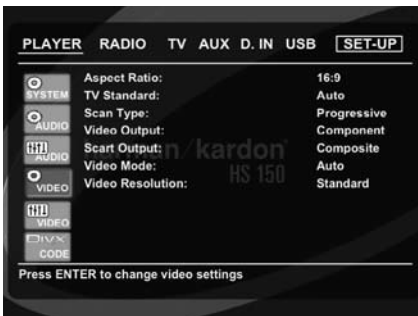 PLAYER RADIO TV AUX D. IN USB SET-UP
SYSTEM
AUDIO
AUDIO
VIDEO
VIDEO
DIVX
CODE
Aspect Ratio: 16:9
TV Standard: Auto
Scan Type: Progressive
Video Output: Component
Scart Output: Composite
Video Mode: Auto
Video Resolution: Standard
harman/kardon
HS 150
Press ENTER to change video settings